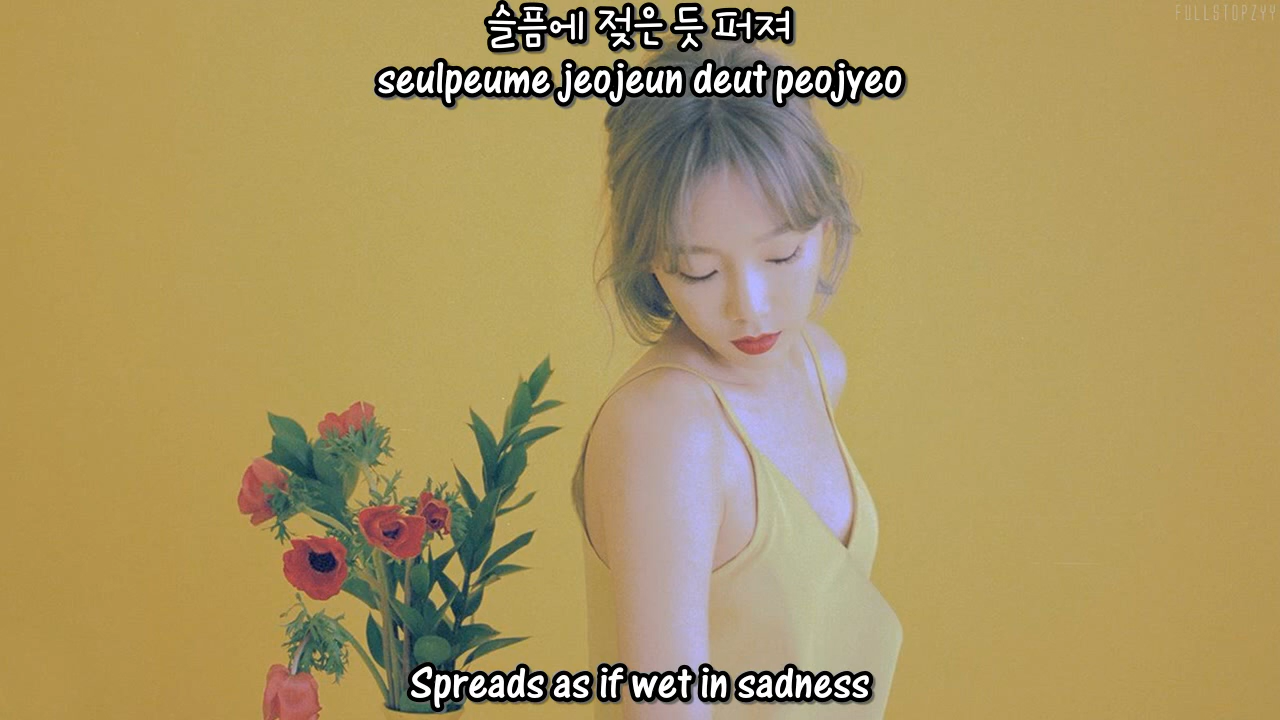 FULLSTOPZYY
슬픔에 젖은 듯 퍼져
seulpeume jeojeun deut peojyeo
Spreads as if wet in sadness